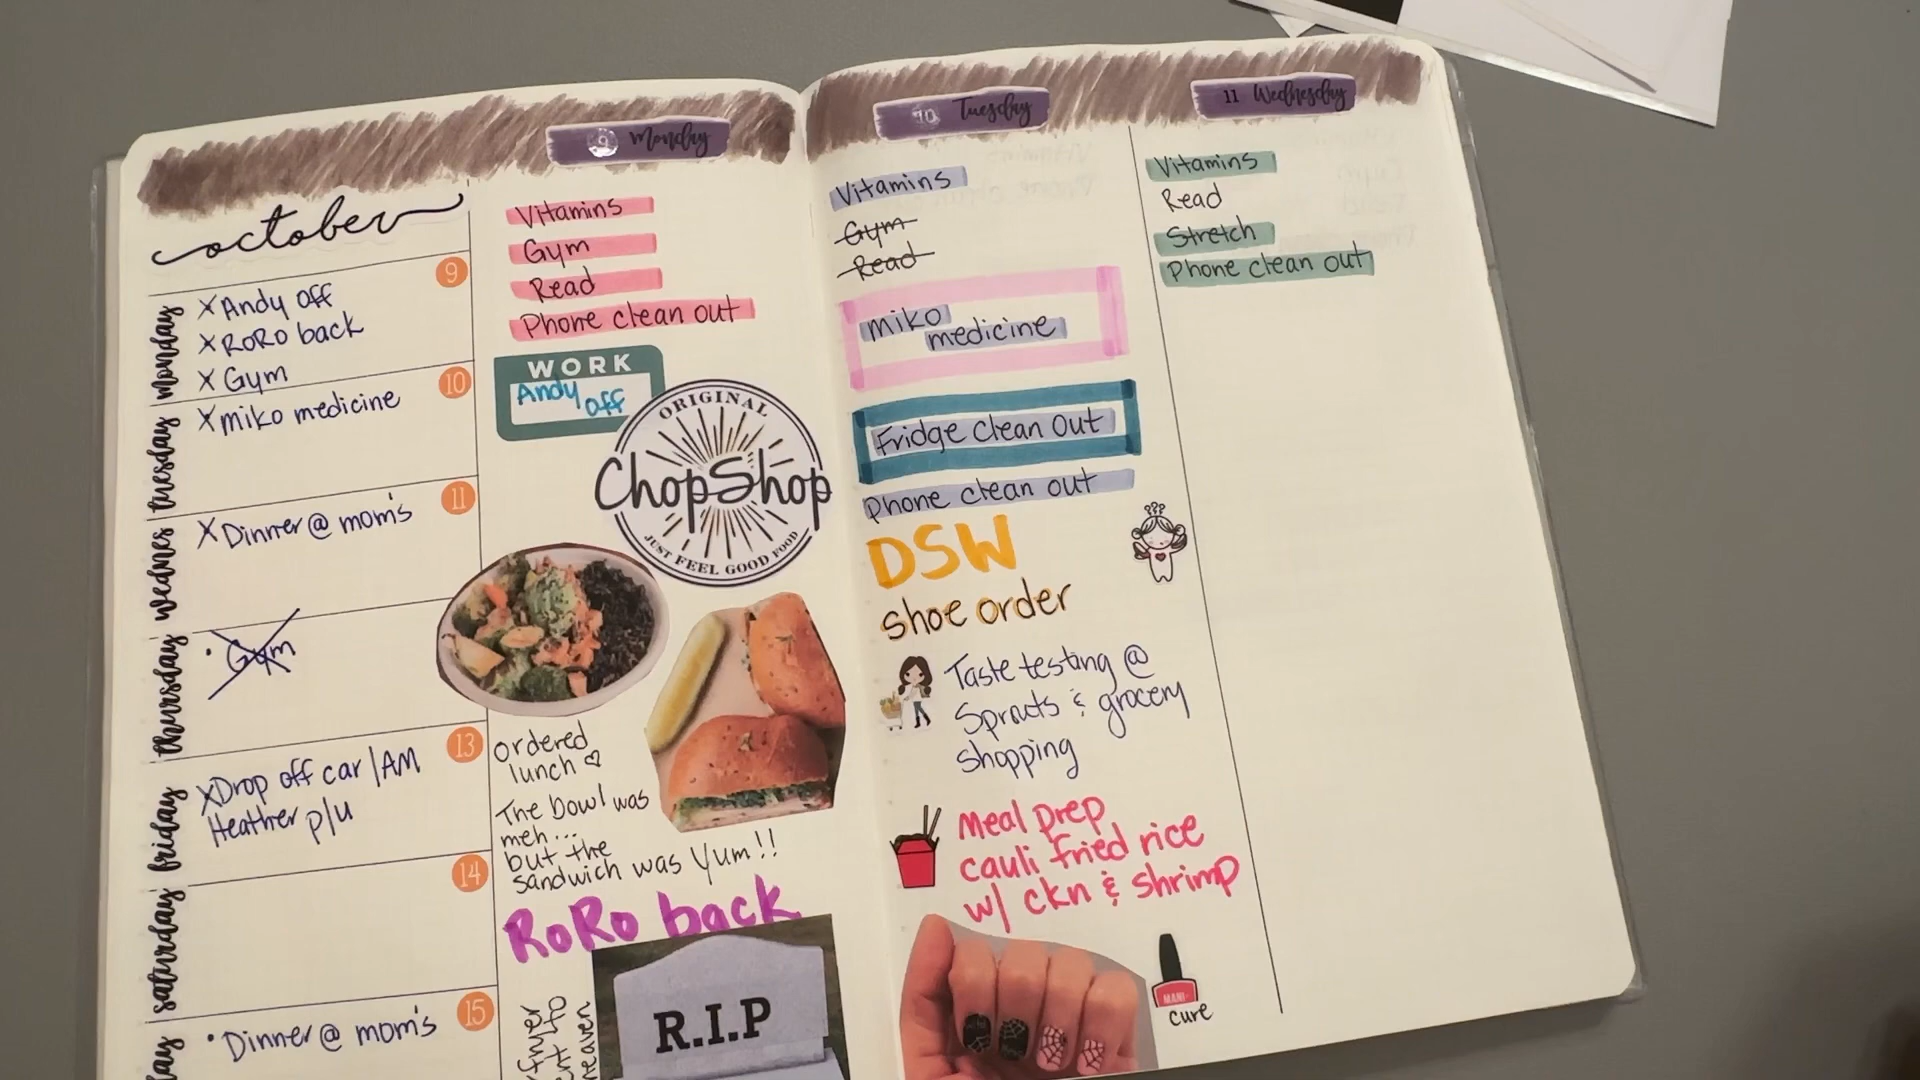 october
monday
9
X Andy off
X RoRo back
X Gym
tuesday
10
X miko medicine
wednes
11
X Dinner @ mom's
thursday
• Gym
friday
13
X Drop off car / AM
Heather p/u
saturday
14
15
• Dinner @ mom's
9 Monday
Vitamins
Gym
Read
Phone clean out
WORK
Andy
off
ORIGINAL
ChopShop
JUST FEEL GOOD FOOD
ordered
lunch
The bowl was
meh...
but the
sandwich was Yum!!
RoRo back
R.I.P
10 Tuesday
Vitamins
Gym
Read
miko
medicine
Fridge clean out
Phone clean out
DSW
shoe order
Taste testing @
Sprouts & grocery
shopping
Meal prep
cauli fried rice
w/ ckn & shrimp
MANI-
cure
11 Wednesday
Vitamins
Read
Stretch
Phone clean out